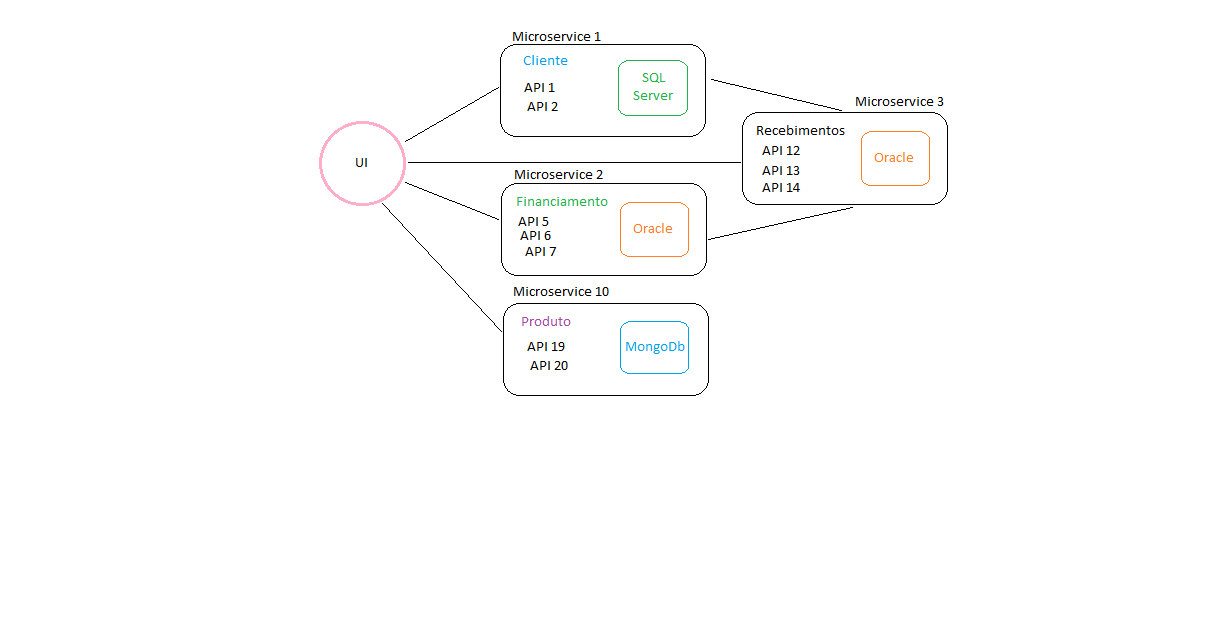 Microservice 1
Cliente
API 1
API 2
SQL
Server
Microservice 3
Recebimentos
API 12
API 13
API 14
Oracle
UI
Microservice 2
Financiamento
API 5
API 6
API 7
Oracle
Microservice 10
Produto
API 19
API 20
MongoDb